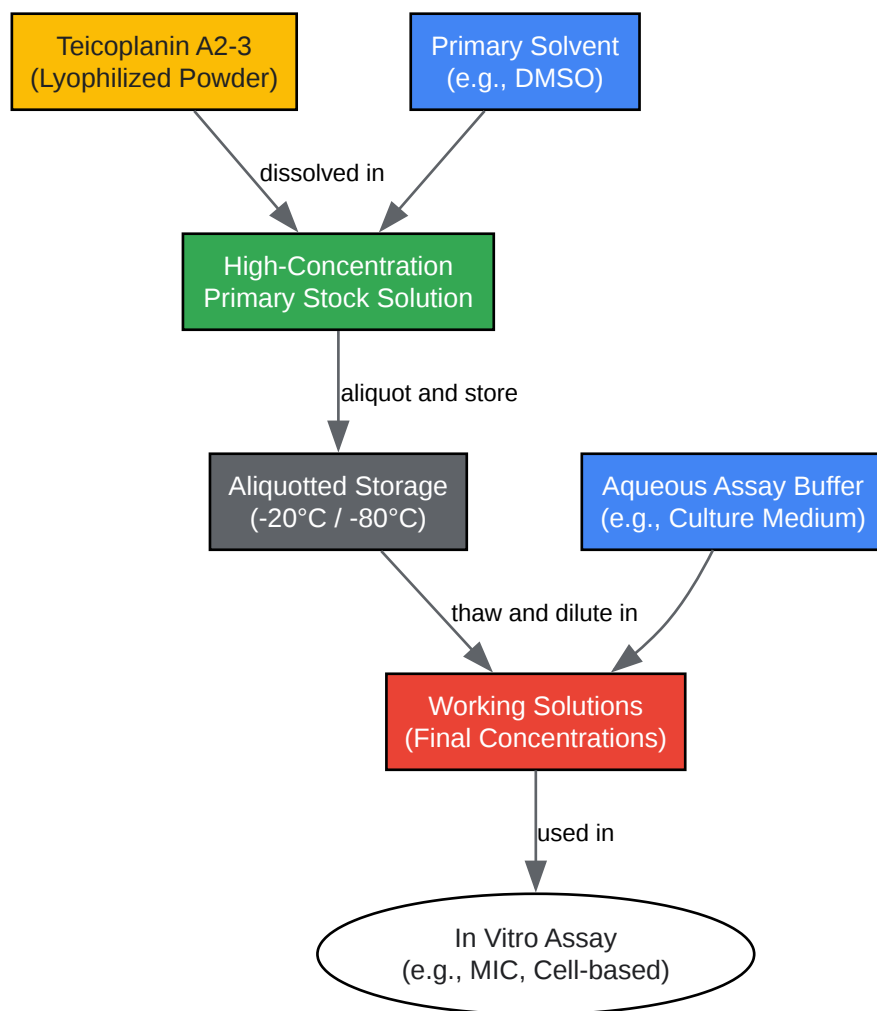 Teicoplanin A2-3
(Lyophilized Powder)
Primary Solvent
(e.g., DMSO)
dissolved in
High-Concentration
Primary Stock Solution
aliquot and store
Aliquotted Storage
(-20°C / -80°C)
Aqueous Assay Buffer
(e.g., Culture Medium)
thaw and dilute in
Working Solutions
(Final Concentrations)
used in
In Vitro Assay
(e.g., MIC, Cell-based)